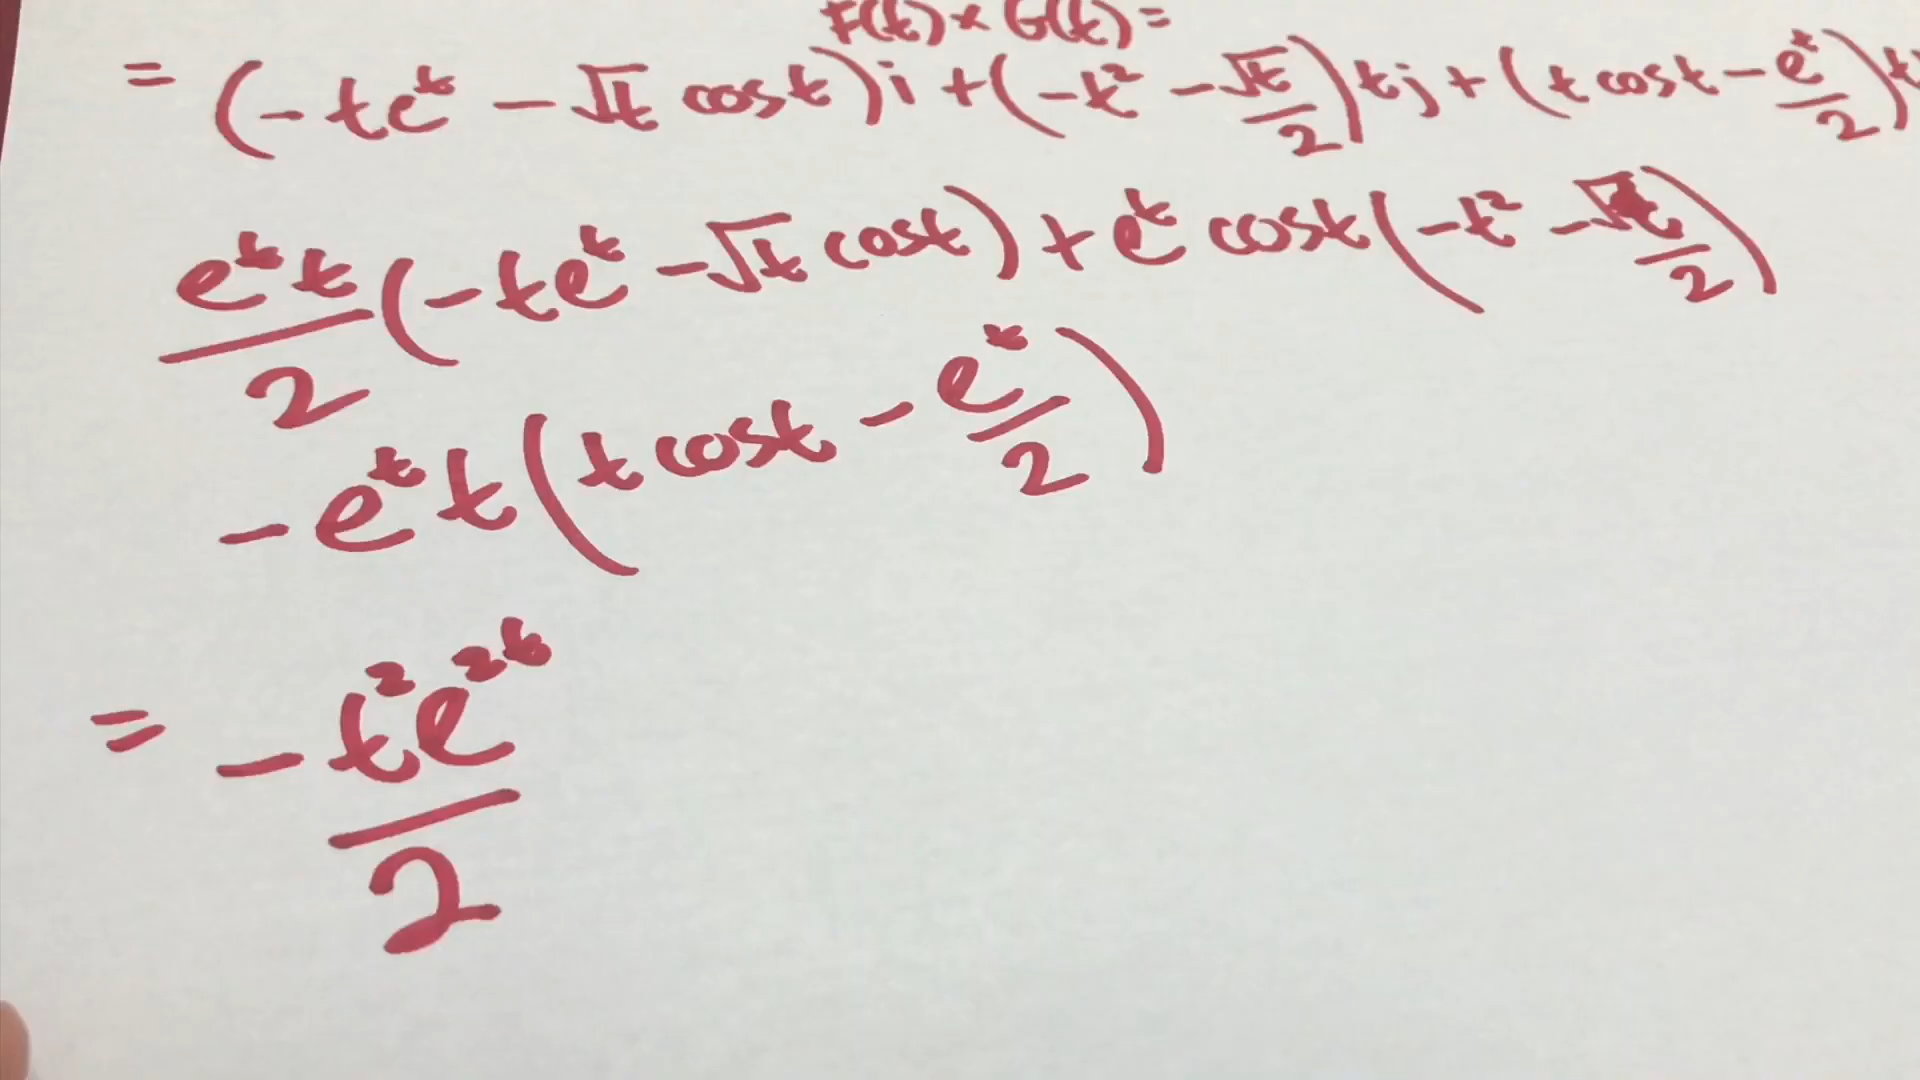 F(t) × G(t) =
= (-te^t - √t cost)i + (-t² - √t/2)tj + (t cost - e^t/2)t
e^t t/2 (-te^t - √t cost) + e^t cost (-t² - √t/2)
- e^t t (t cost - e^t/2)
= - t²e^2t/2